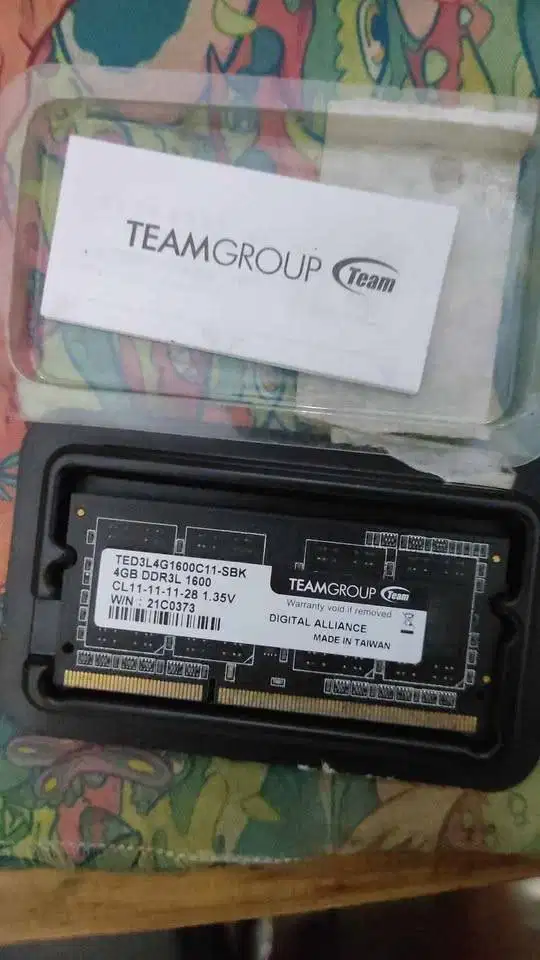 TEAMGROUP Team
TED3L4G1600C11-SBK
4GB DDR3L 1600
CL11-11-11-28 1.35V
W/N : 21C0373
TEAMGROUP Team
Warranty void if removed
DIGITAL ALLIANCE
MADE IN TAIWAN